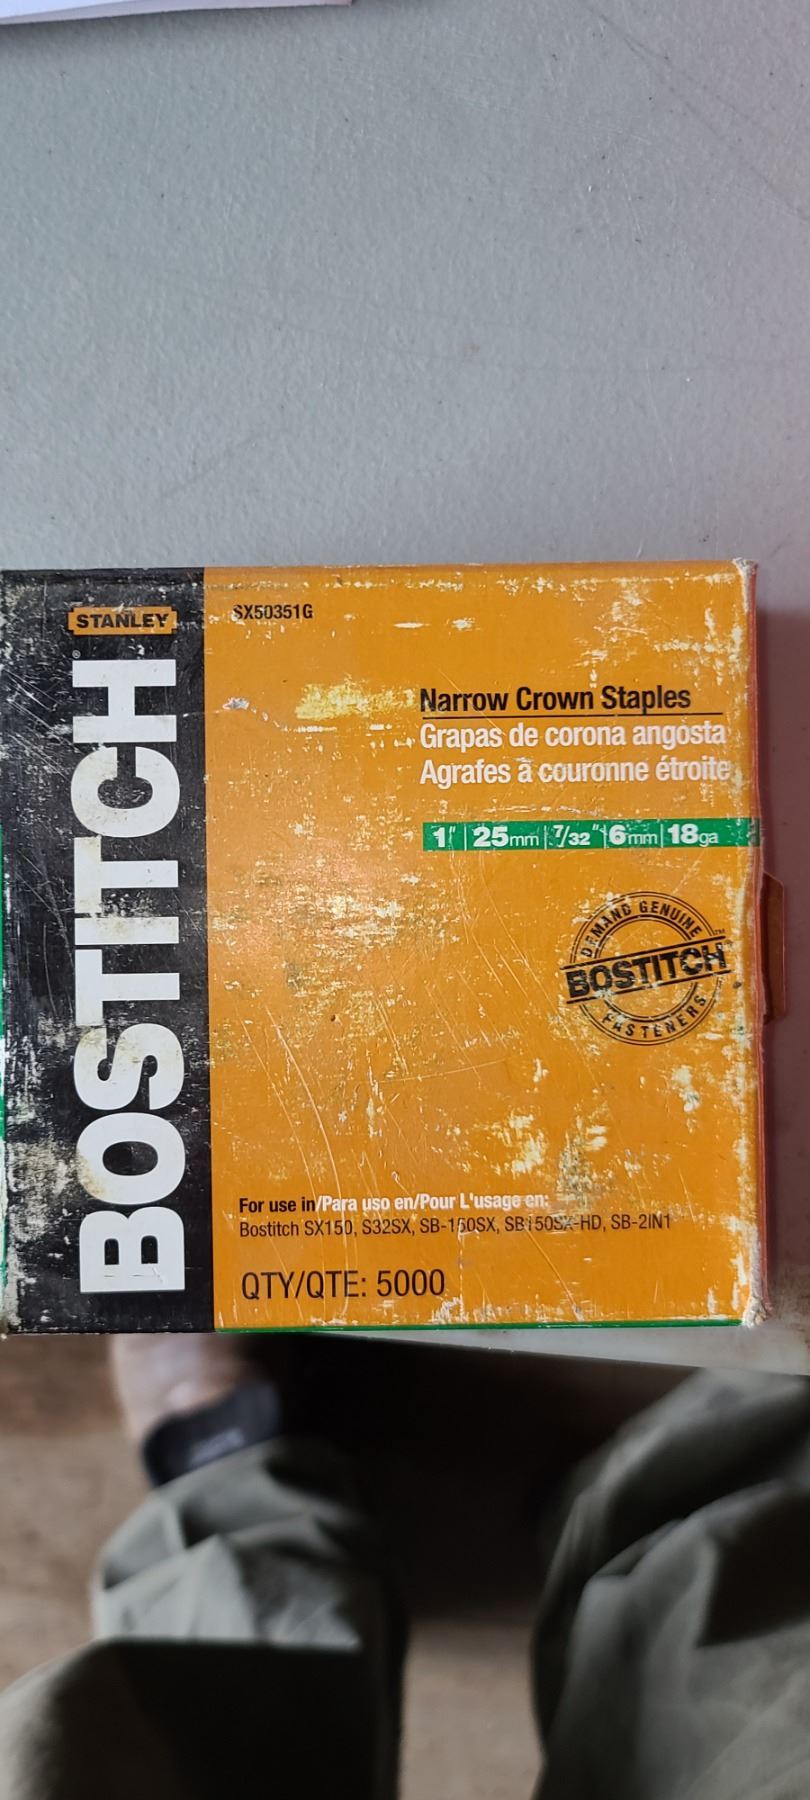 STANLEY
BOSTITCH
®
SX50351G
Narrow Crown Staples
Grapas de corona angosta
Agrafes à couronne étroite
1" 25mm 7/32" 6mm 18ga
DEMAND GENUINE
BOSTITCH™
FASTENERS
For use in/Para uso en/Pour L'usage en:
Bostitch SX150, S32SX, SB-150SX, SB150SX-HD, SB-2IN1
QTY/QTE: 5000